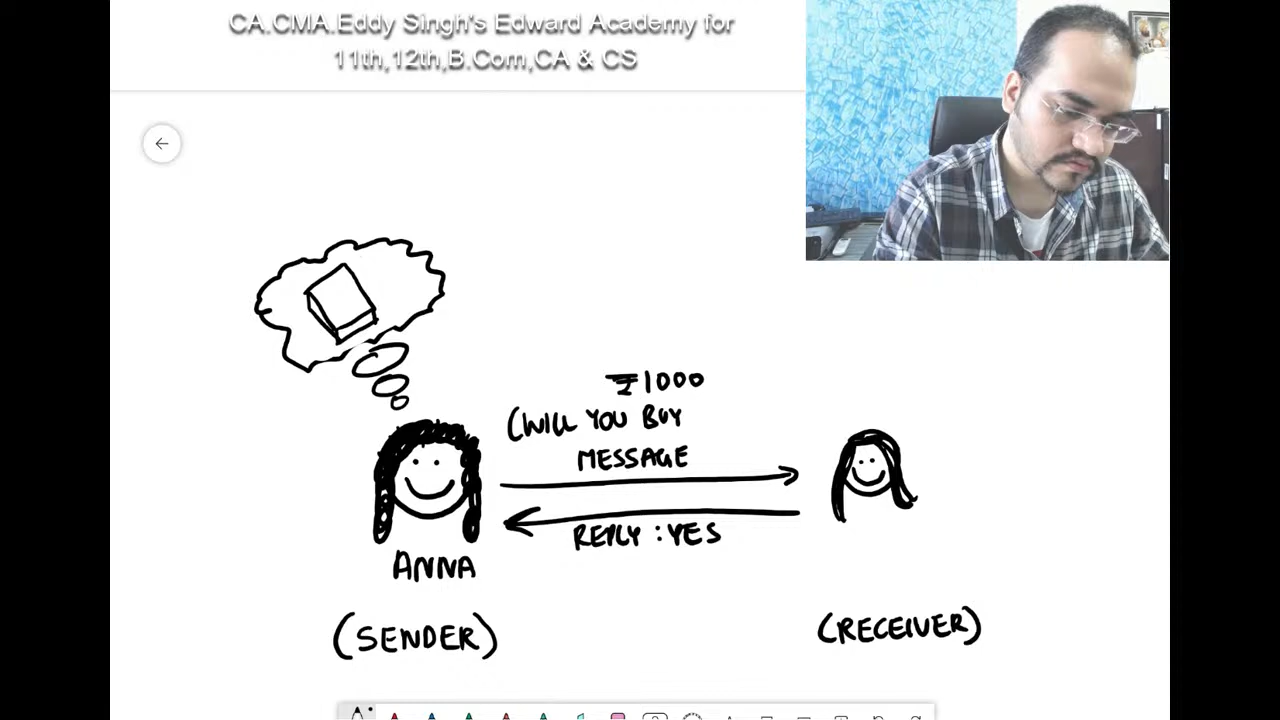 CA.CMA.Eddy Singh's Edward Academy for
11th,12th,B.Com,CA & CS
₹1000
(WILL YOU BUY
MESSAGE
REPLY : YES
ANNA
(SENDER)
(RECEIVER)